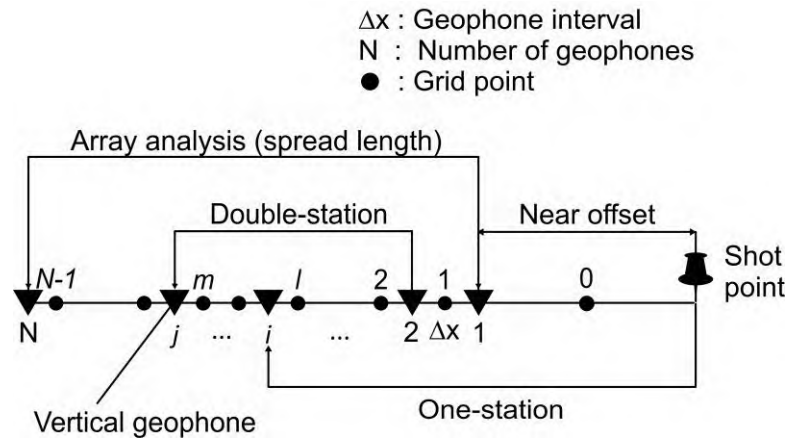 Δx : Geophone interval
N : Number of geophones
● : Grid point
Array analysis (spread length)
Double-station
Near offset
Shot
point
N-1 m l 2 1 0
N j ... i ... 2 Δx 1
One-station
Vertical geophone